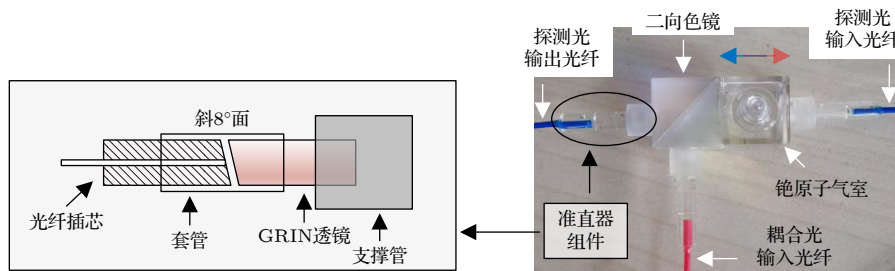 斜8°面
光纤插芯
套管
GRIN透镜
支撑管
探测光
输出光纤
二向色镜
探测光
输入光纤
铯原子气室
准直器
组件
耦合光
输入光纤